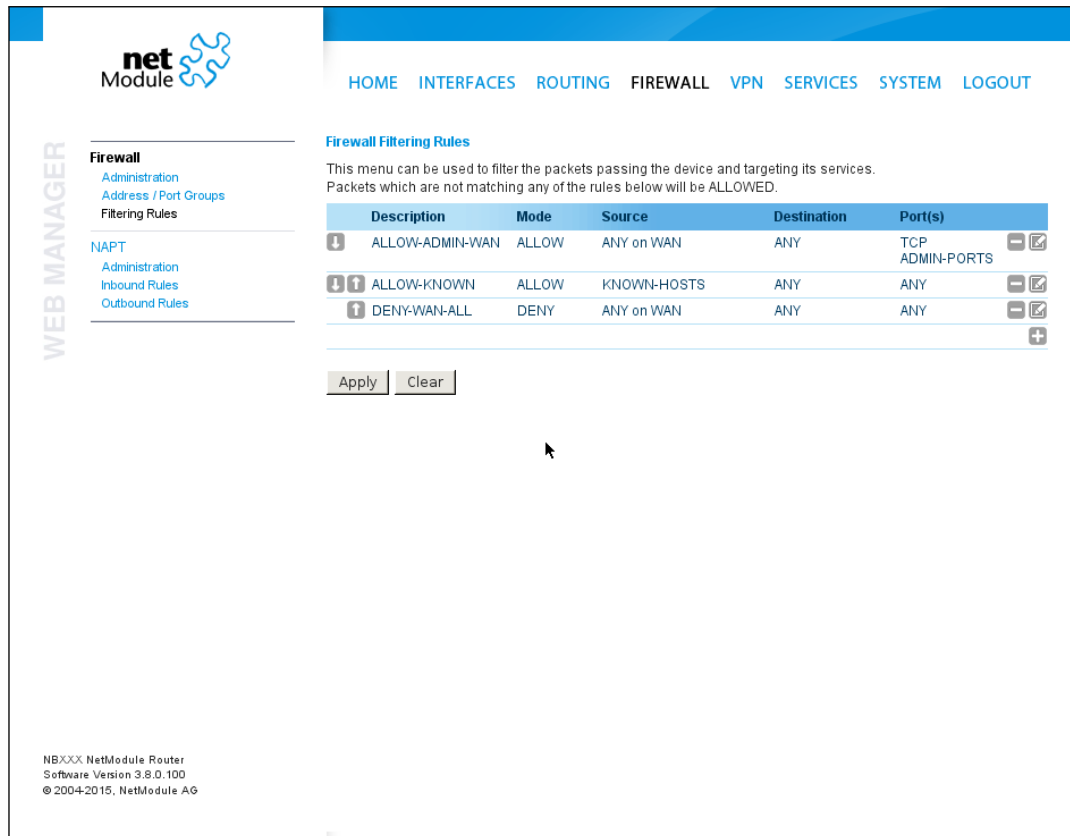 net
Module
HOME INTERFACES ROUTING FIREWALL VPN SERVICES SYSTEM LOGOUT
WEB MANAGER
Firewall
Administration
Address / Port Groups
Filtering Rules
NAPT
Administration
Inbound Rules
Outbound Rules
Firewall Filtering Rules
This menu can be used to filter the packets passing the device and targeting its services.
Packets which are not matching any of the rules below will be ALLOWED.
Description Mode Source Destination Port(s)
ALLOW-ADMIN-WAN ALLOW ANY on WAN ANY TCP
ADMIN-PORTS
ALLOW-KNOWN ALLOW KNOWN-HOSTS ANY ANY
DENY-WAN-ALL DENY ANY on WAN ANY ANY
Apply Clear
NBXXX NetModule Router
Software Version 3.8.0.100
© 2004-2015, NetModule AG